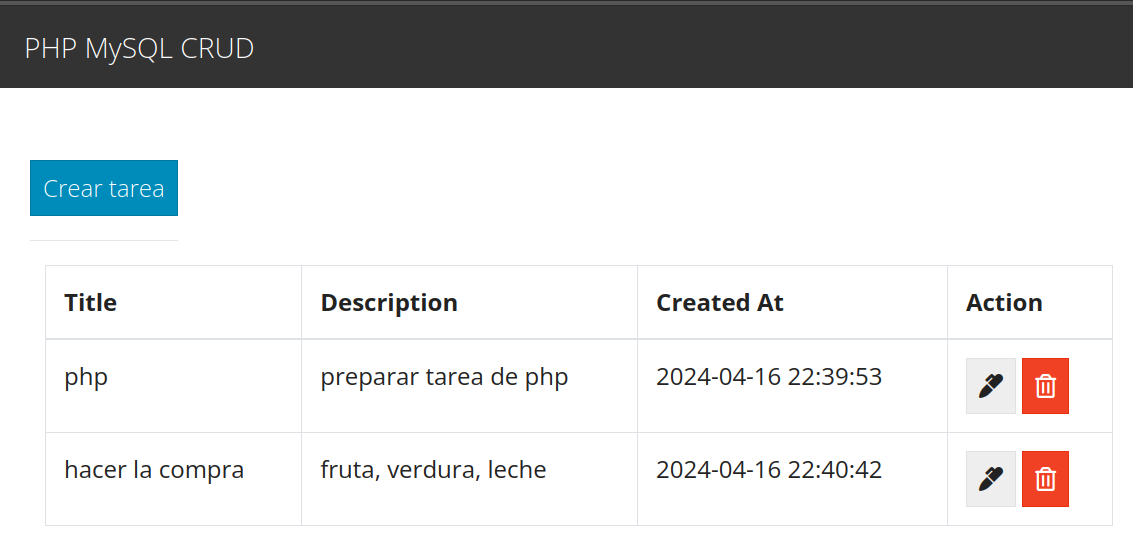 PHP MySQL CRUD
Crear tarea
Title Description Created At Action
php preparar tarea de php 2024-04-16 22:39:53
hacer la compra fruta, verdura, leche 2024-04-16 22:40:42